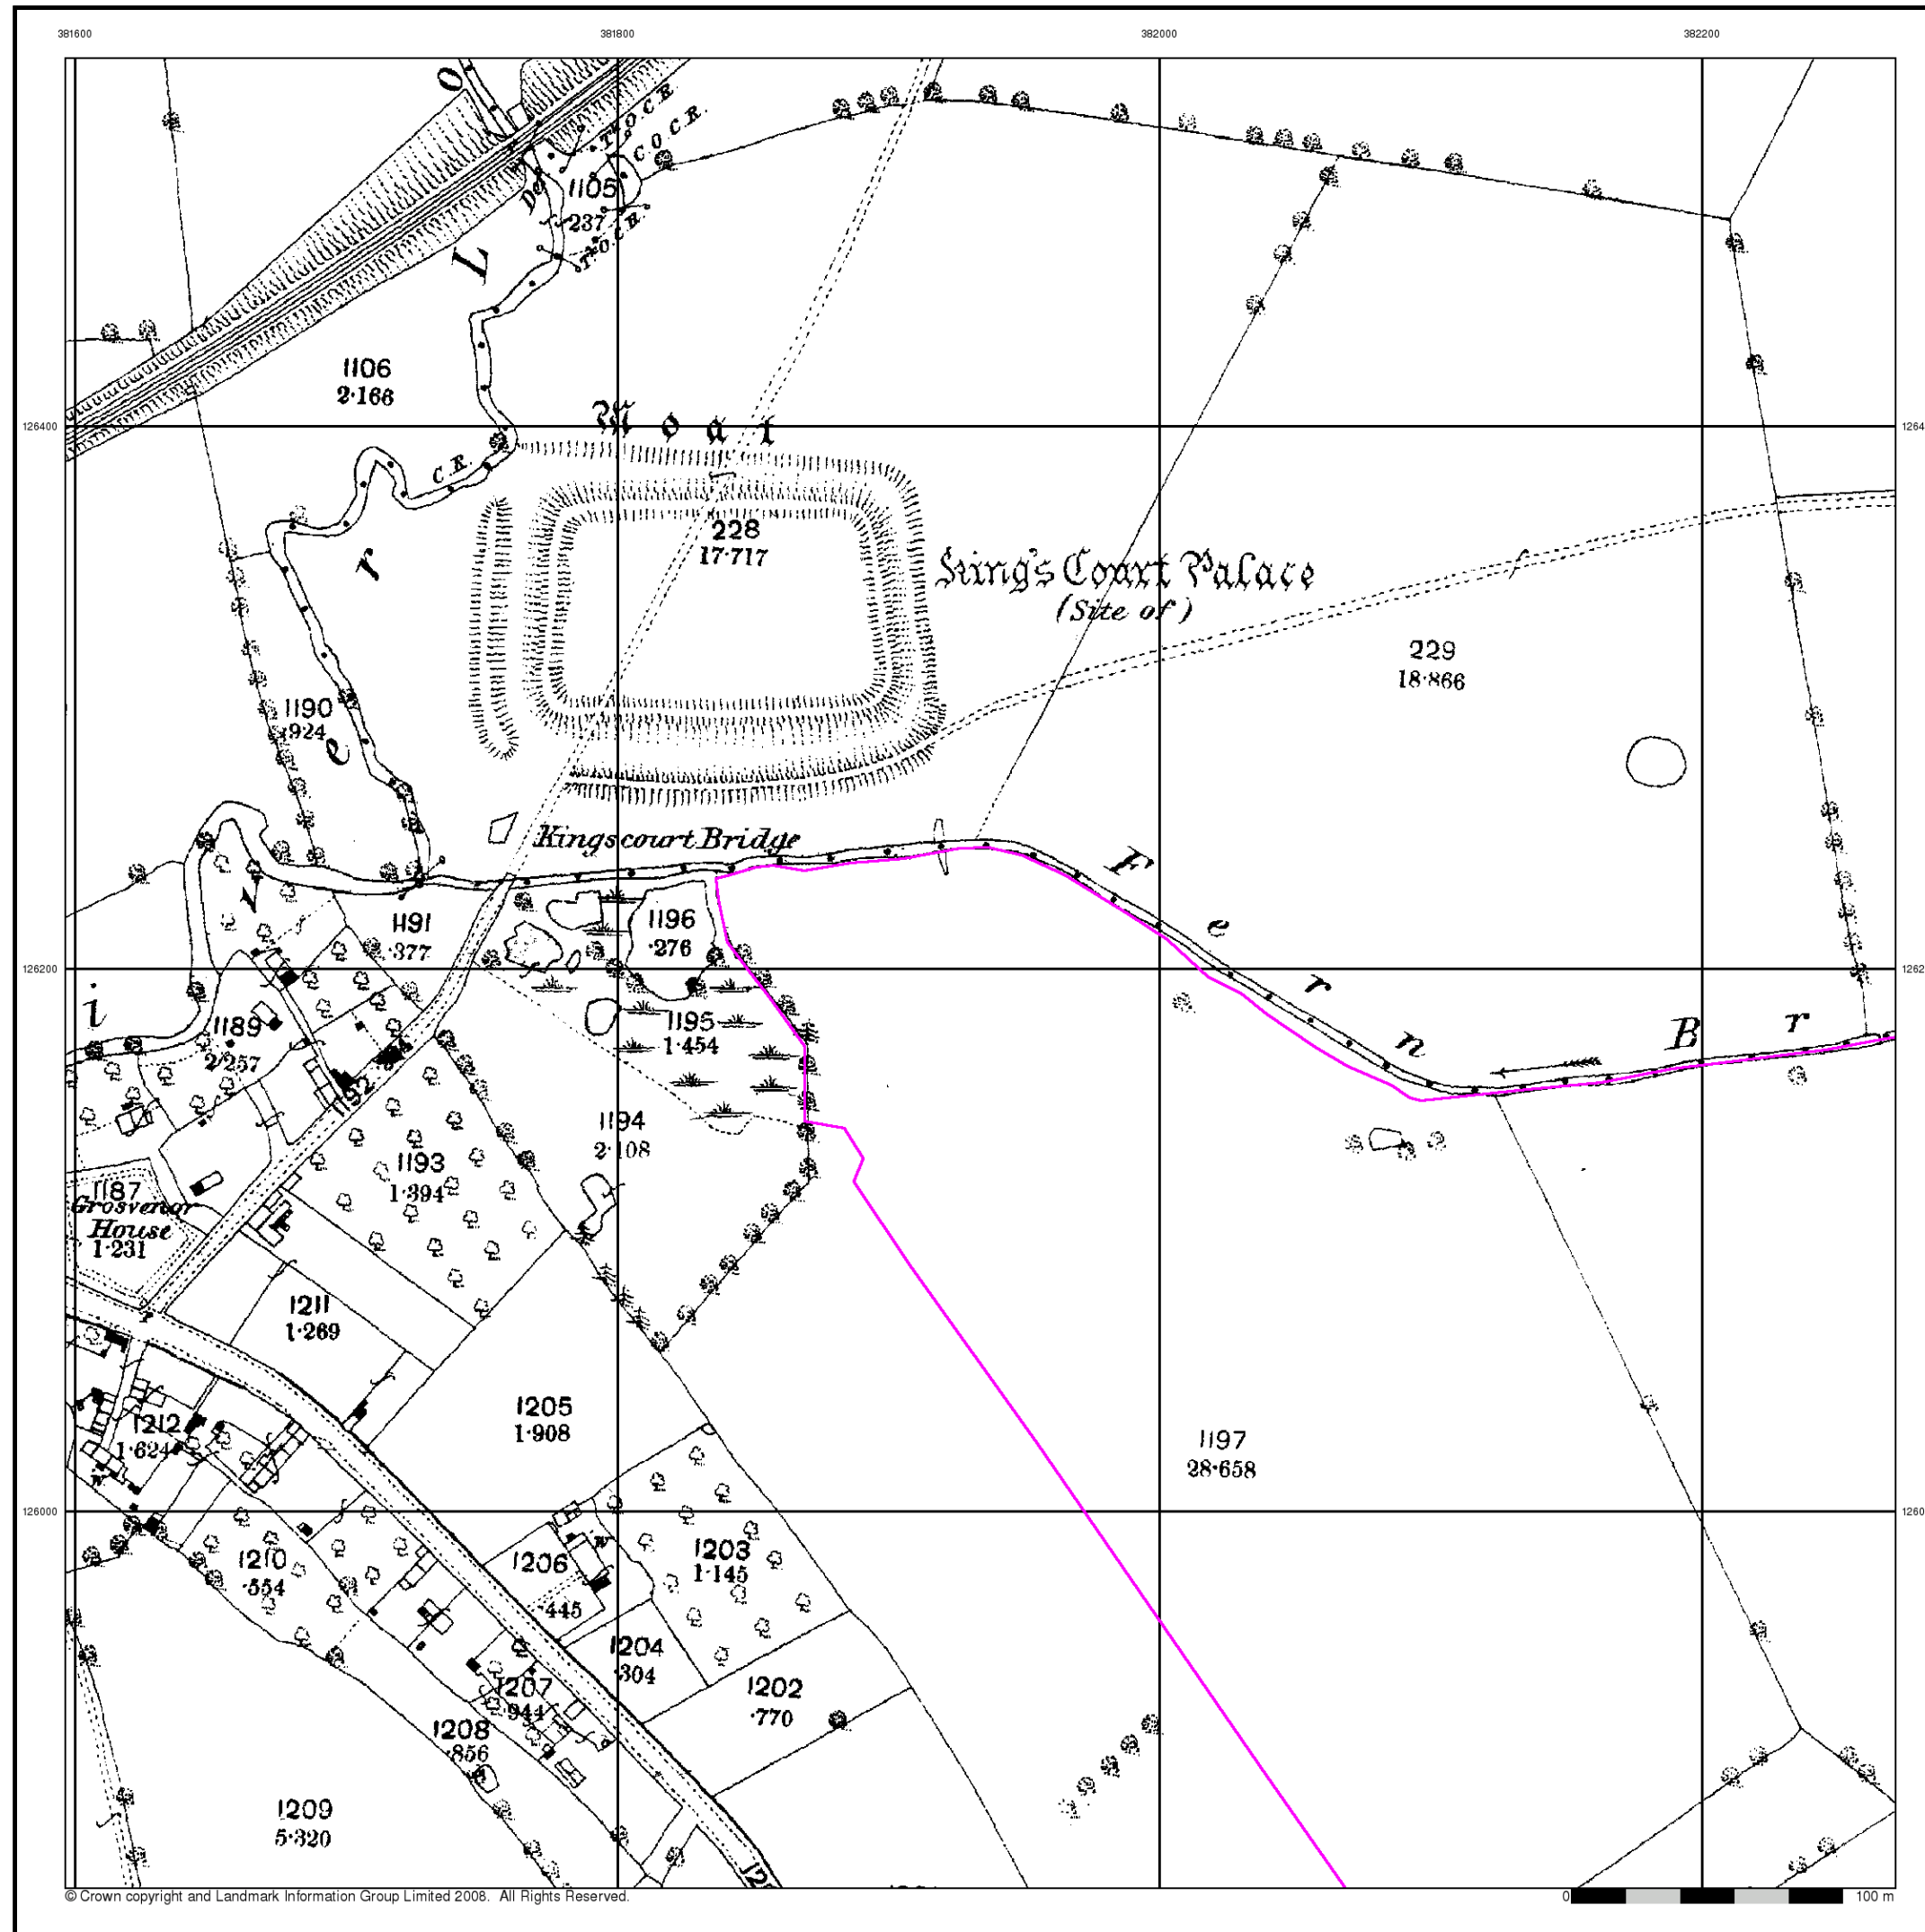 381600
381800
382000
382200
o
T.C.O.C.R.
C.O.C.R.
1105
.237
T.C.O.C.R.
L
1106
2.166
126400
Moat
C.R.
228
17.717
r
King's Court Palace
(Site of)
229
18.866
1190
.924
e
Kingscourt Bridge
F
e
r
n
B
r
1191
.377
1196
.276
126200
i
1189
2.257
1195
1.454
1192
1194
2.108
1193
1.394
1187
Grosvenor
House
1.231
1211
1.269
1205
1.908
1212
1.624
1197
28.658
126000
1210
.554
1206
.445
1203
1.145
1204
.304
1207
.944
1202
.770
1208
.856
1209
5.320
© Crown copyright and Landmark Information Group Limited 2008. All Rights Reserved.
0
100 m